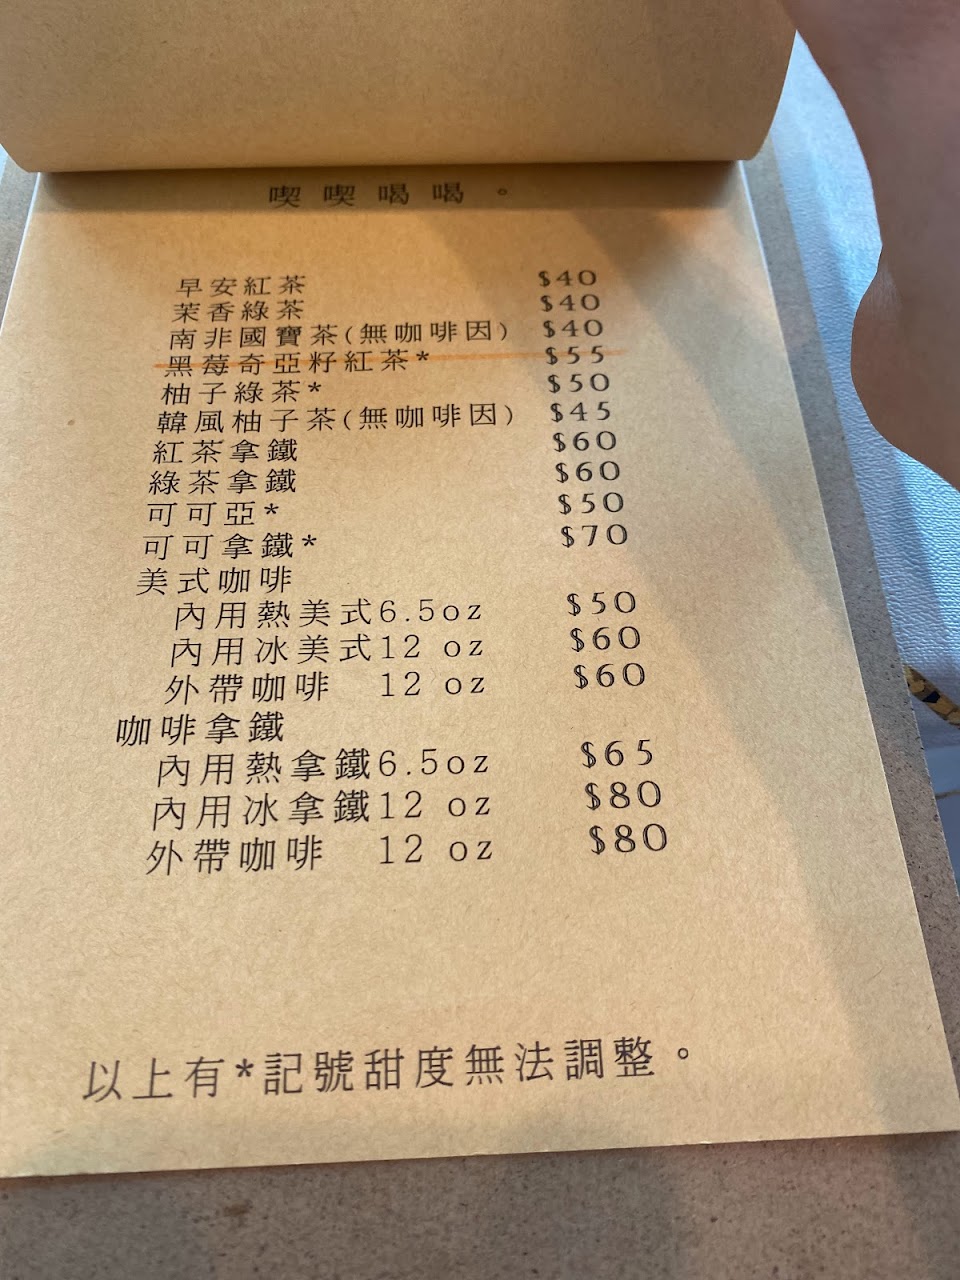 喫喫喝喝。
早安紅茶 $40
茉香綠茶 $40
南非國寶茶(無咖啡因) $40
黑莓奇亞籽紅茶* $55
柚子綠茶* $50
韓風柚子茶(無咖啡因) $45
紅茶拿鐵 $60
綠茶拿鐵 $60
可可亞* $50
可可拿鐵* $70
美式咖啡
內用熱美式6.5oz $50
內用冰美式12 oz $60
外帶咖啡 12 oz $60
咖啡拿鐵
內用熱拿鐵6.5oz $65
內用冰拿鐵12 oz $80
外帶咖啡 12 oz $80
以上有*記號甜度無法調整。